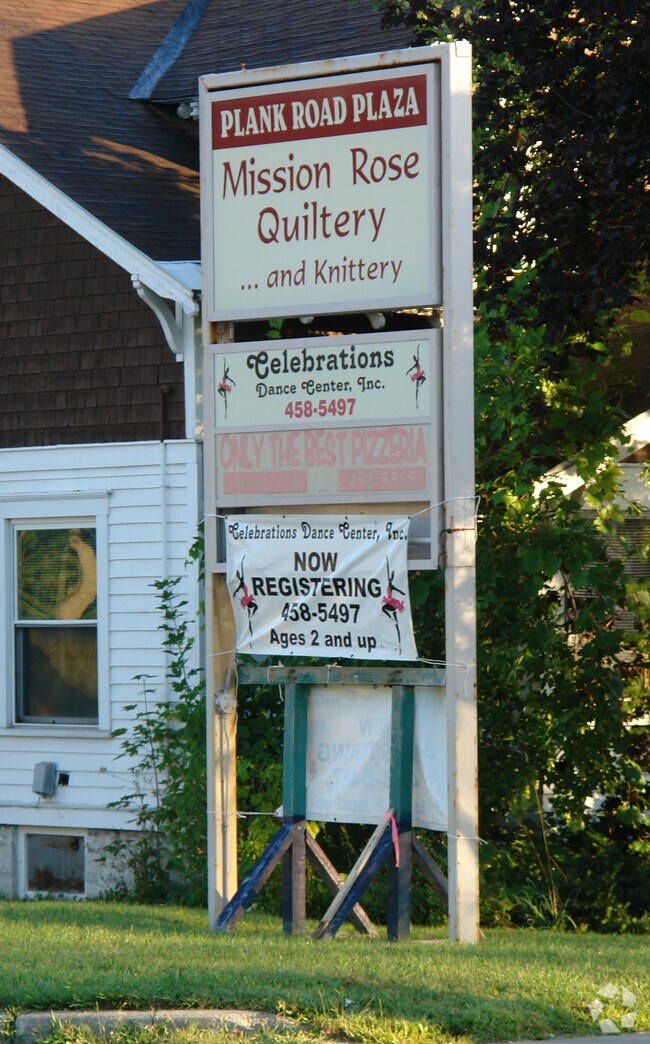 PLANK ROAD PLAZA
Mission Rose
Quiltery
... and Knittery
Celebrations
Dance Center, Inc.
458-5497
ONLY THE BEST PIZZERIA
Celebrations Dance Center, Inc.
NOW
REGISTERING
458-5497
Ages 2 and up